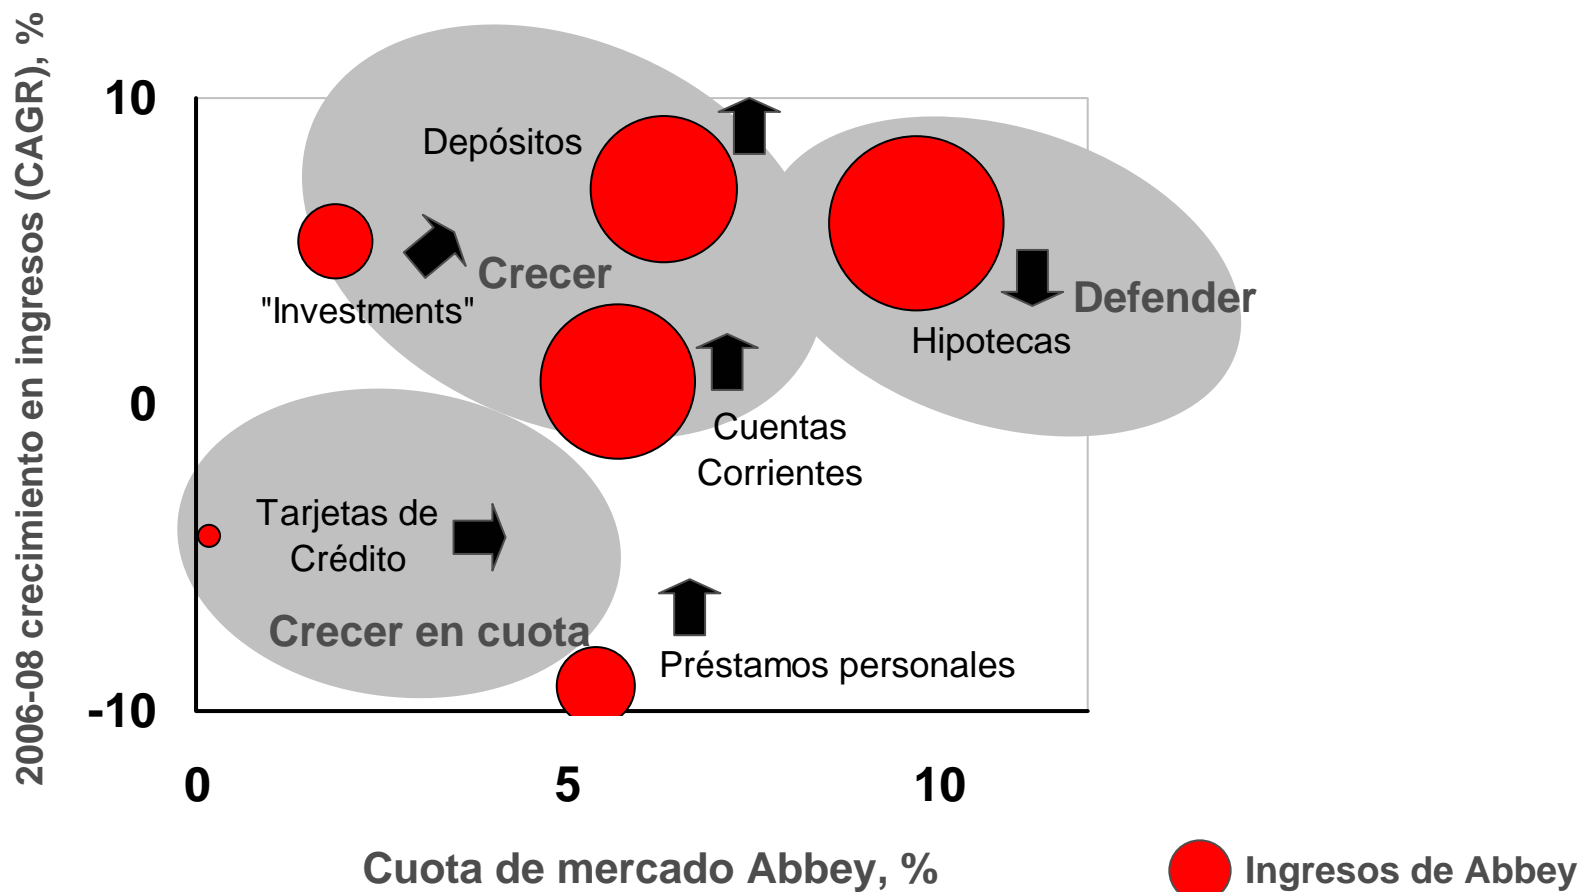 2006-08 crecimiento en ingresos (CAGR), %
10
Depósitos
Crecer
"Investments"
Defender
Hipotecas
0
Cuentas
Corrientes
Tarjetas de
Crédito
Crecer en cuota
Préstamos personales
-10
0 5 10
Cuota de mercado Abbey, %
Ingresos de Abbey